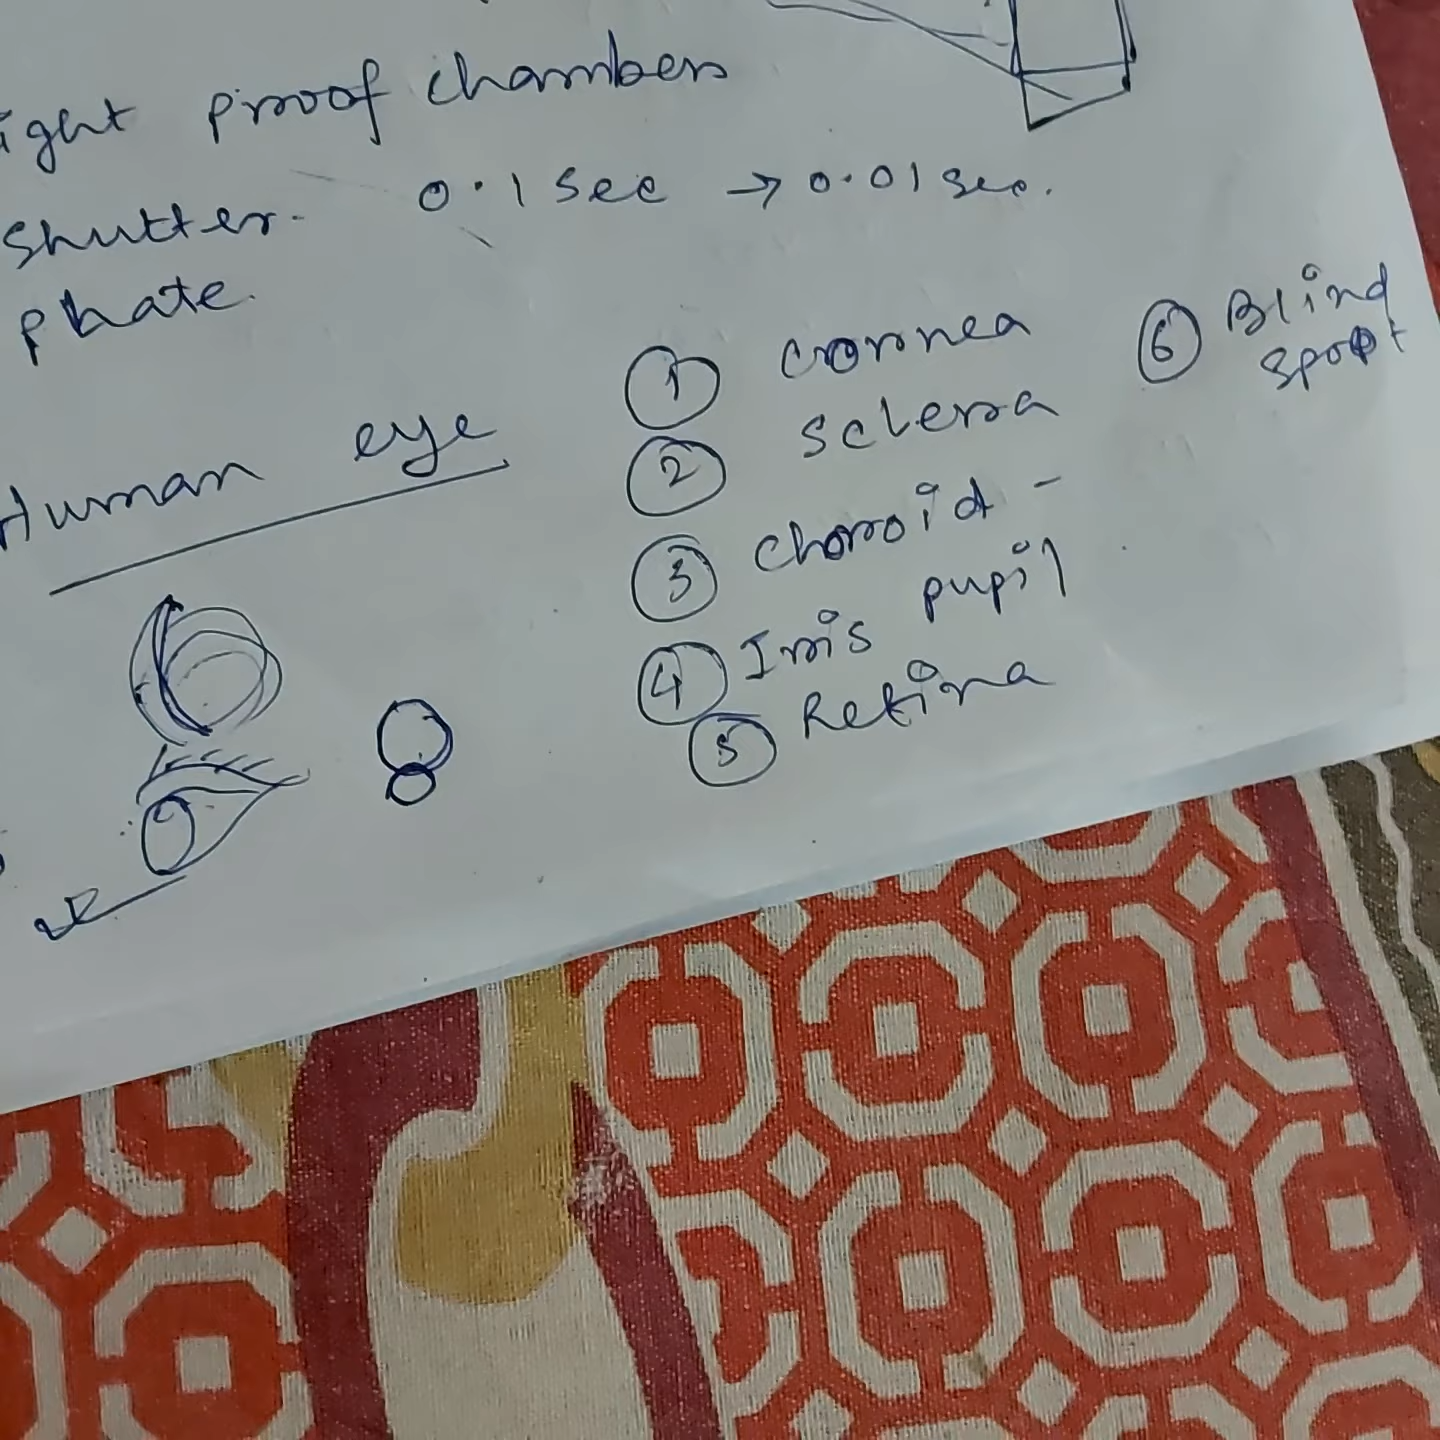 ight proof chamber
shutter. 0.1 sec → 0.01 sec.
plate.
Human eye
① cornea
② sclera
③ choroid -
④ Iris pupil
⑤ Retina
⑥ Blind
spot